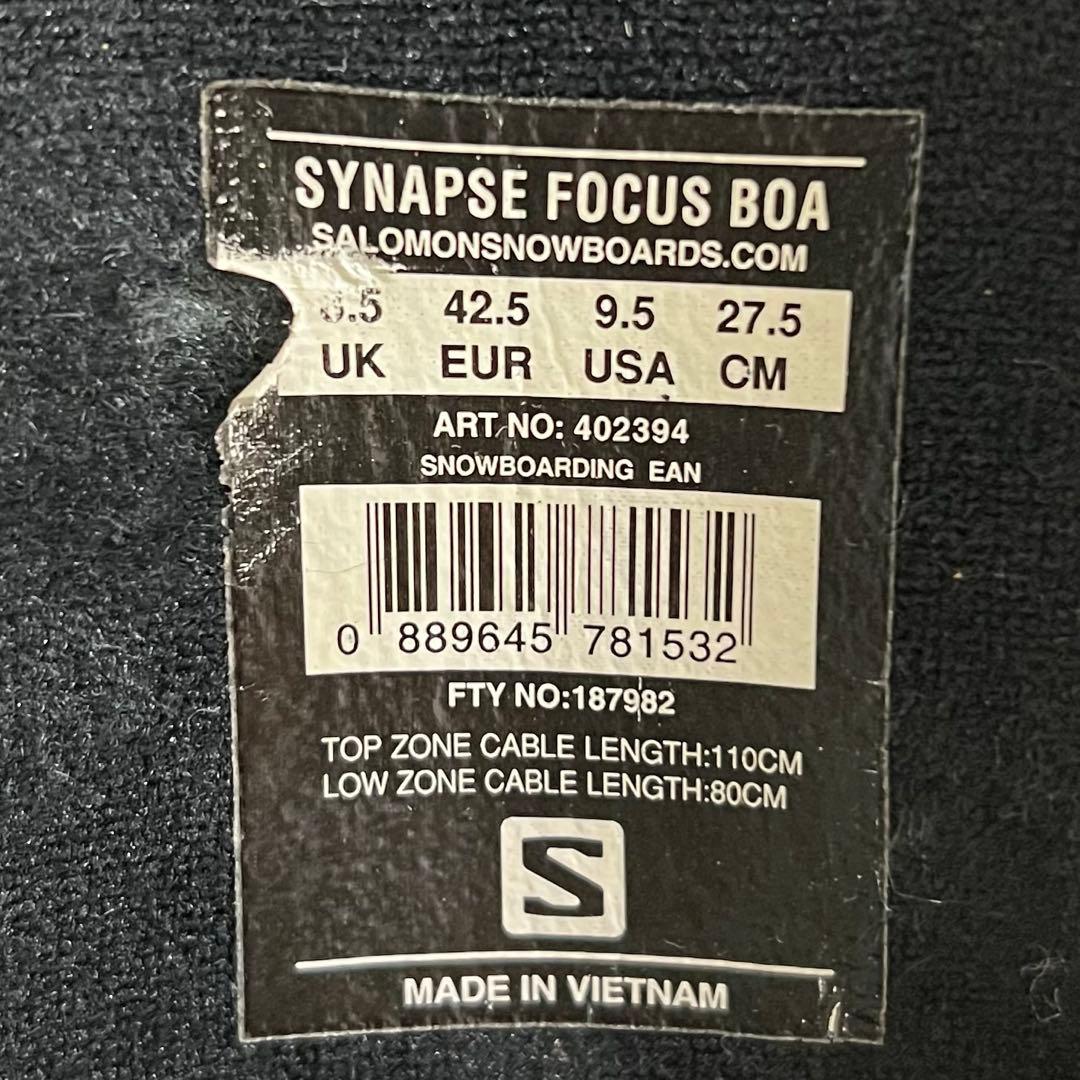 SYNAPSE FOCUS BOA
SALOMONSNOWBOARDS.COM
42.5 9.5 27.5
UK EUR USA CM
ART NO: 402394
SNOWBOARDING EAN
0 889645 781532
FTY NO:187982
TOP ZONE CABLE LENGTH:110CM
LOW ZONE CABLE LENGTH:80CM
S
MADE IN VIETNAM